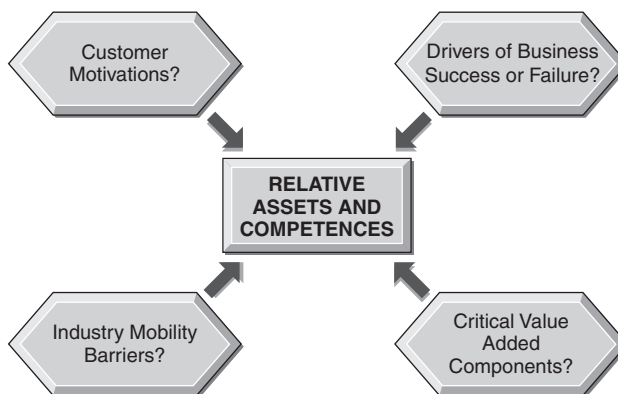 Customer
Motivations?
Drivers of Business
Success or Failure?
RELATIVE
ASSETS AND
COMPETENCES
Industry Mobility
Barriers?
Critical Value
Added
Components?